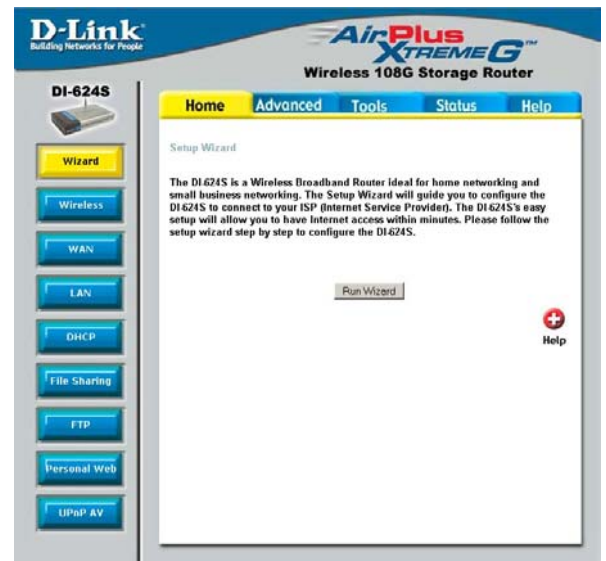 D-Link
Building Networks for People
AirPlus
XTREME G™
Wireless 108G Storage Router
DI-624S
Home
Advanced
Tools
Status
Help
Wizard
Wireless
WAN
LAN
DHCP
File Sharing
FTP
Personal Web
UPnP AV
Setup Wizard
The DI-624S is a Wireless Broadband Router ideal for home networking and
small business networking. The Setup Wizard will guide you to configure the
DI-624S to connect to your ISP (Internet Service Provider). The DI-624S's easy
setup will allow you to have Internet access within minutes. Please follow the
setup wizard step by step to configure the DI-624S.
Run Wizard
Help